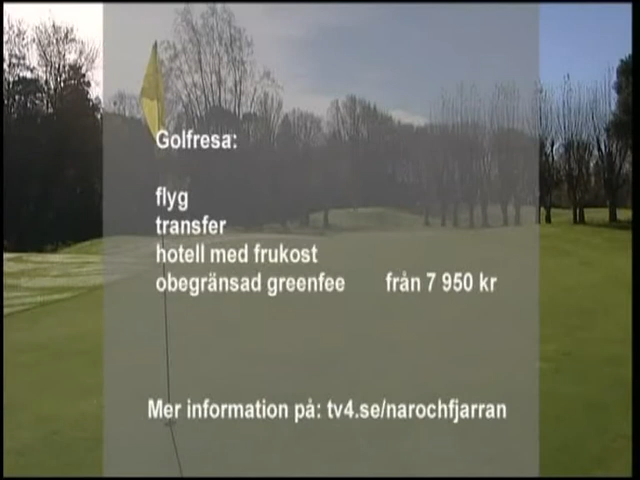 Golfresa:
flyg
transfer
hotell med frukost
obegränsad greenfee från 7 950 kr
Mer information på: tv4.se/narochfjarran